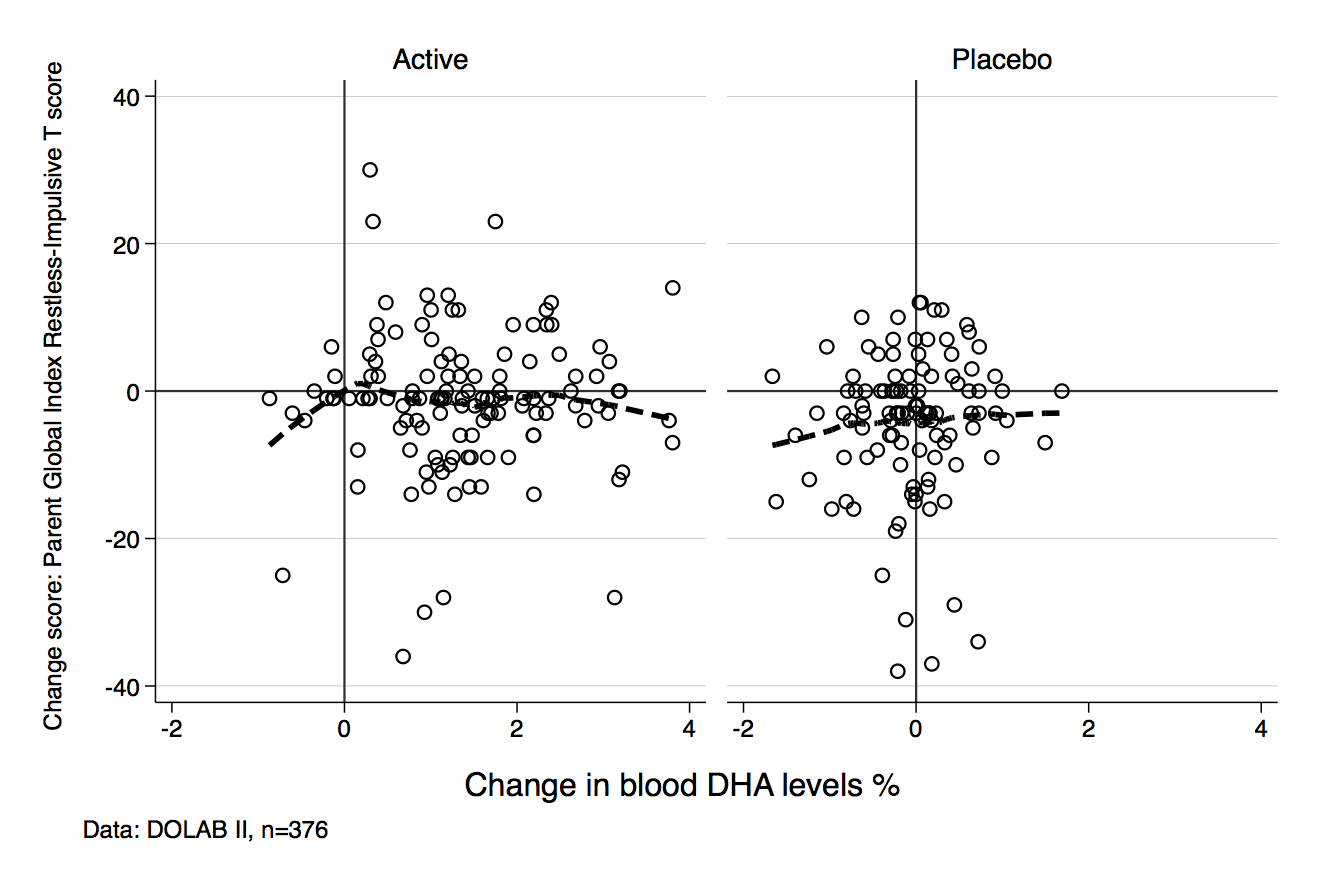 Active
Placebo
Change score: Parent Global Index Restless-Impulsive T score
40
20
0
-20
-40
-2
0
2
4
-2
0
2
4
Change in blood DHA levels %
Data: DOLAB II, n=376